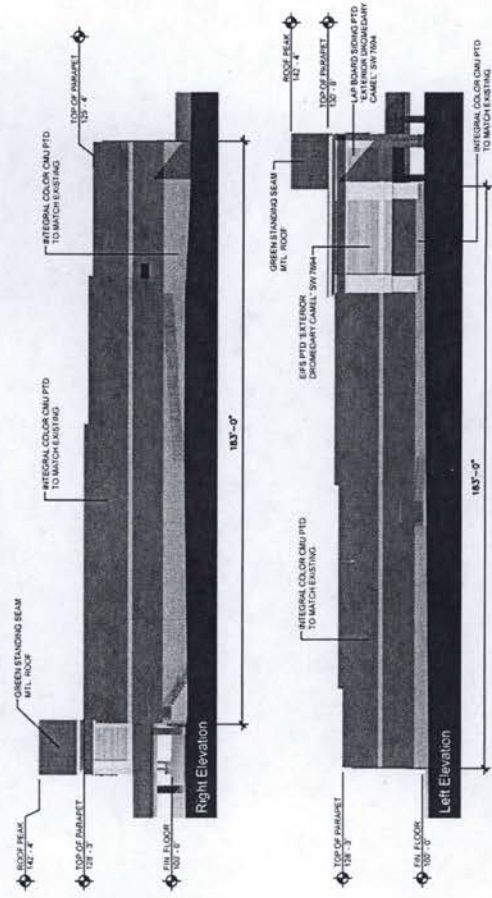 ROOF PEAK
142' - 4"
TOP OF PARAPET
128' - 3"
FIN. FLOOR
100' - 0"
GREEN STANDING SEAM
MTL. ROOF
INTEGRAL COLOR CMU PTD
TO MATCH EXISTING
INTEGRAL COLOR CMU PTD
TO MATCH EXISTING
TOP OF PARAPET
125' - 4"
183'-0"
Right Elevation
TOP OF PARAPET
128' - 3"
FIN. FLOOR
100' - 0"
INTEGRAL COLOR CMU PTD
TO MATCH EXISTING
EIFS PTD 'EXTERIOR
DROMEDARY CAMEL' SW 7694
GREEN STANDING SEAM
MTL. ROOF
ROOF PEAK
142' - 4"
TOP OF PARAPET
130' - 8"
LAP BOARD SIDING PTD
'EXTERIOR DROMEDARY
CAMEL' SW 7694
INTEGRAL COLOR CMU PTD
TO MATCH EXISTING
183'-0"
Left Elevation